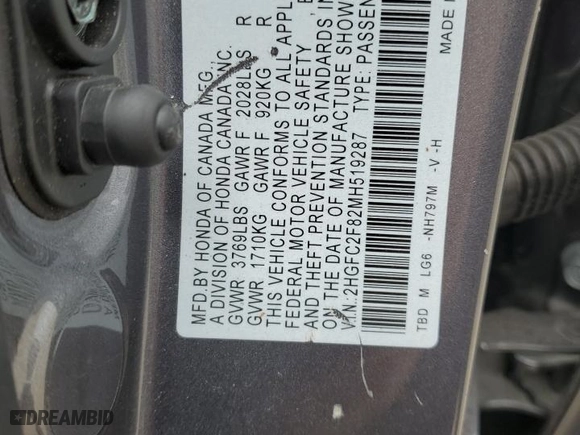 MFD.BY HONDA OF CANADA MFG.,
A DIVISION OF HONDA CANADA INC.
GVWR 3769LBS GAWR F 2028LBS R
GVWR 1710KG GAWR F 920KG R
THIS VEHICLE CONFORMS TO ALL APPL
FEDERAL MOTOR VEHICLE SAFETY
AND THEFT PREVENTION STANDARDS IN
ON THE DATE OF MANUFACTURE SHOW
V.I.N.:2HGFC2F82MH519287 TYPE: PASSEN
TBD M LG6 -NH797M -V -H
MADE
DREAMBID